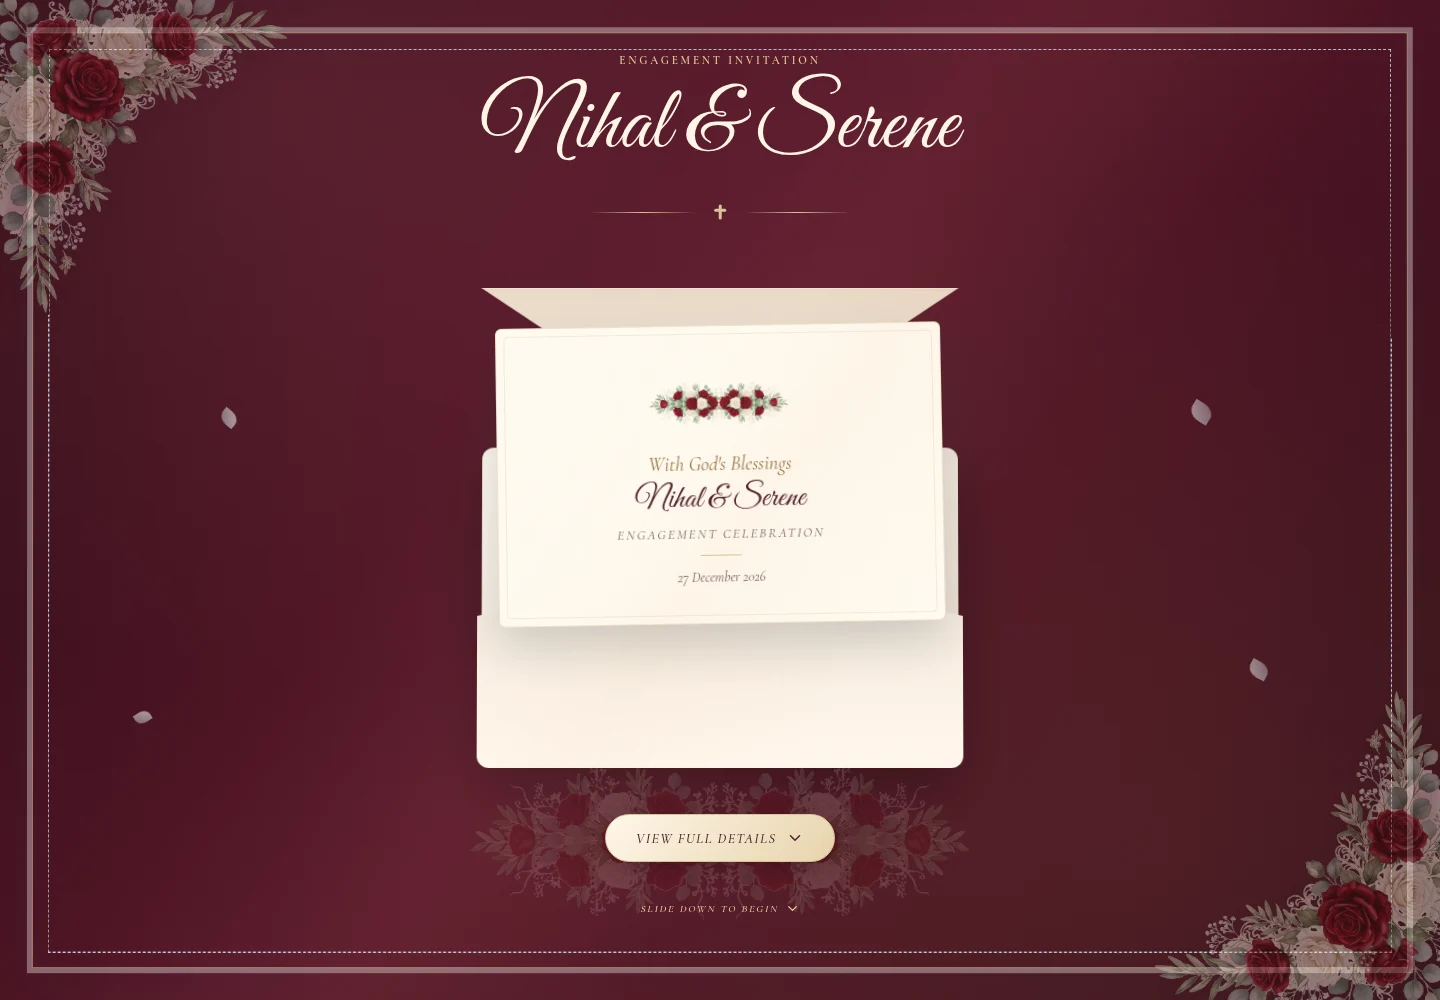 ENGAGEMENT INVITATION
Nihal & Serene
With God's Blessings
Nihal & Serene
ENGAGEMENT CELEBRATION
27 December 2026
VIEW FULL DETAILS
SLIDE DOWN TO BEGIN